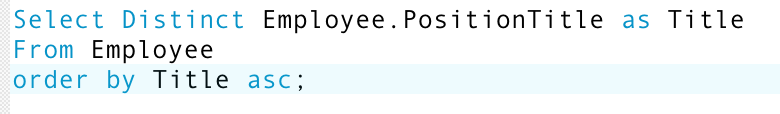 Select Distinct Employee.PositionTitle as Title
From Employee
order by Title asc;